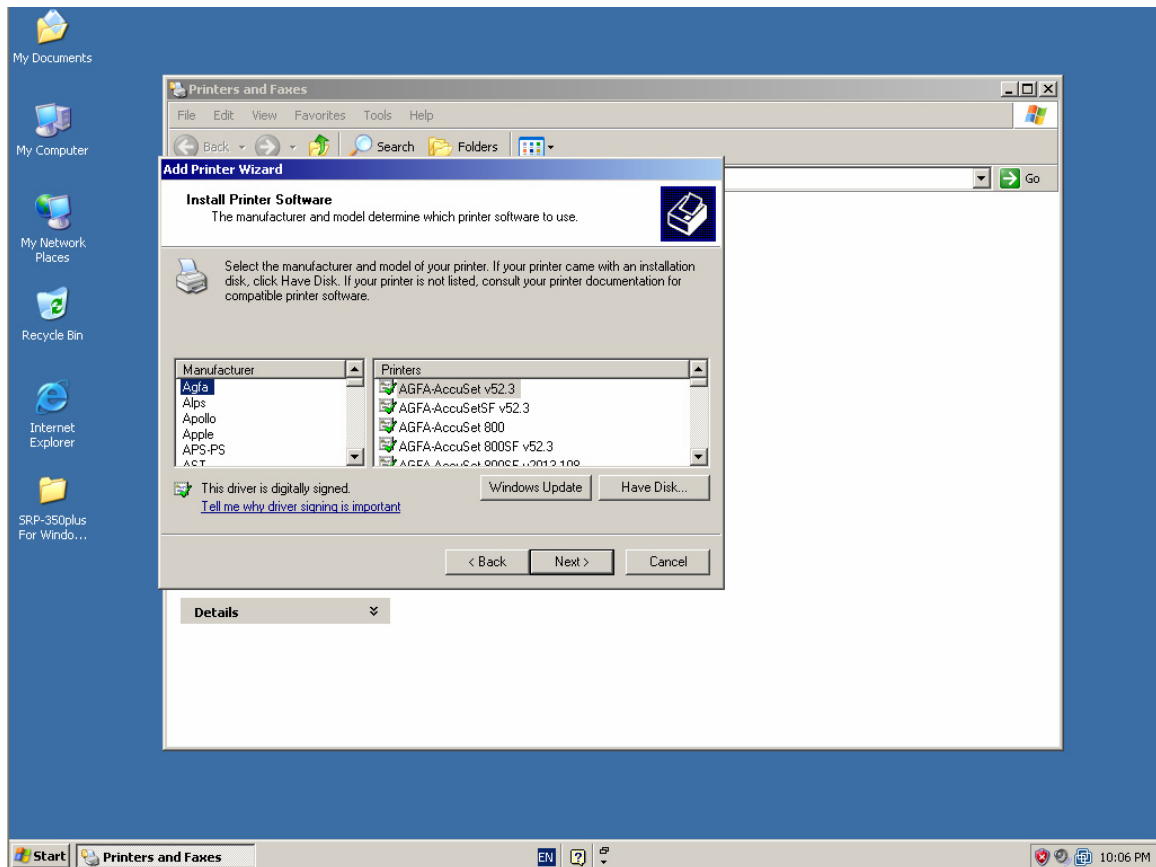 My Documents
My Computer
My Network
Places
Recycle Bin
Internet
Explorer
SRP-350plus
For Windo...
Printers and Faxes
File Edit View Favorites Tools Help
Back Search Folders
Go
Add Printer Wizard
Install Printer Software
The manufacturer and model determine which printer software to use.
Select the manufacturer and model of your printer. If your printer came with an installation
disk, click Have Disk. If your printer is not listed, consult your printer documentation for
compatible printer software.
Manufacturer
Agfa
Alps
Apollo
Apple
APS-PS
AST
Printers
AGFA-AccuSet v52.3
AGFA-AccuSetSF v52.3
AGFA-AccuSet 800
AGFA-AccuSet 800SF v52.3
AGFA-AccuSet 800SF v2013.108
This driver is digitally signed.
Tell me why driver signing is important
Windows Update Have Disk...
< Back Next > Cancel
Details
Start Printers and Faxes EN 10:06 PM